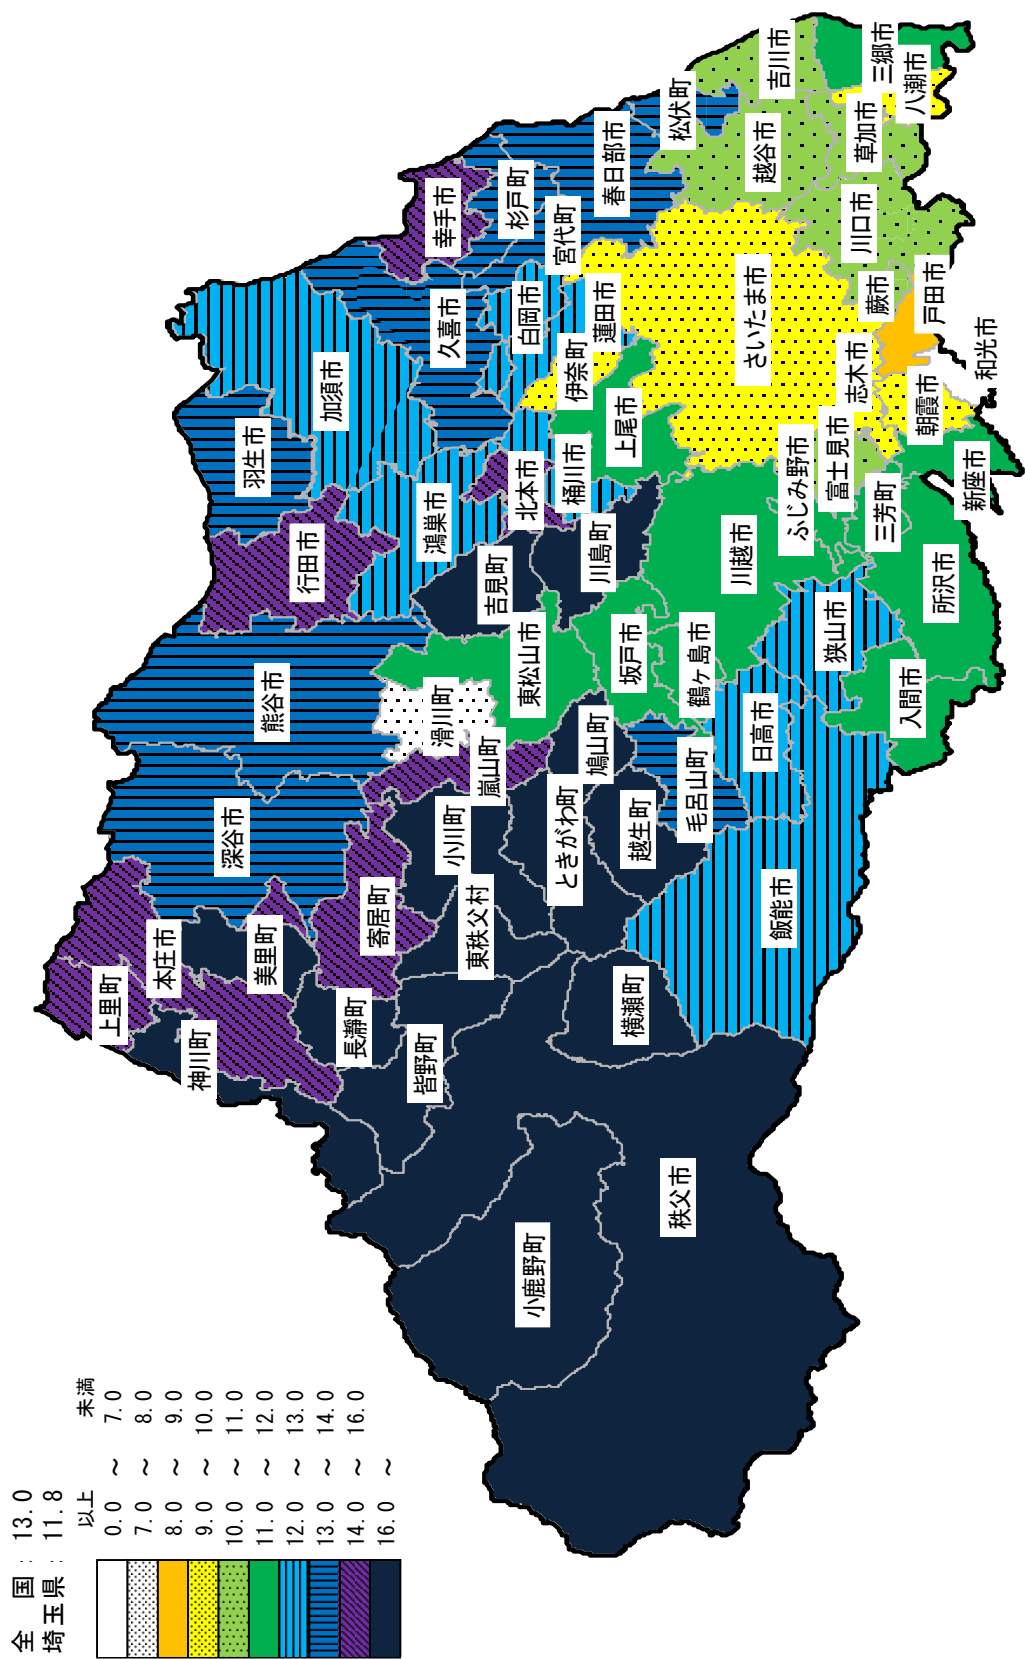 全　国 : 13.0
埼玉県 : 11.8
以上　未満
0.0 ～ 7.0
7.0 ～ 8.0
8.0 ～ 9.0
9.0 ～ 10.0
10.0 ～ 11.0
11.0 ～ 12.0
12.0 ～ 13.0
13.0 ～ 14.0
14.0 ～ 16.0
16.0 ～
上里町
本庄市
神川町
美里町
深谷市
熊谷市
寄居町
長瀞町
皆野町
小鹿野町
秩父市
横瀬町
東秩父村
小川町
嵐山町
滑川町
ときがわ町
鳩山町
越生町
毛呂山町
東松山市
吉見町
川島町
坂戸市
鶴ヶ島市
日高市
飯能市
狭山市
入間市
所沢市
川越市
ふじみ野市
富士見市
三芳町
新座市
志木市
朝霞市
和光市
戸田市
蕨市
川口市
さいたま市
上尾市
伊奈町
桶川市
北本市
鴻巣市
行田市
羽生市
加須市
久喜市
白岡市
蓮田市
宮代町
杉戸町
幸手市
春日部市
松伏町
越谷市
吉川市
三郷市
八潮市
草加市